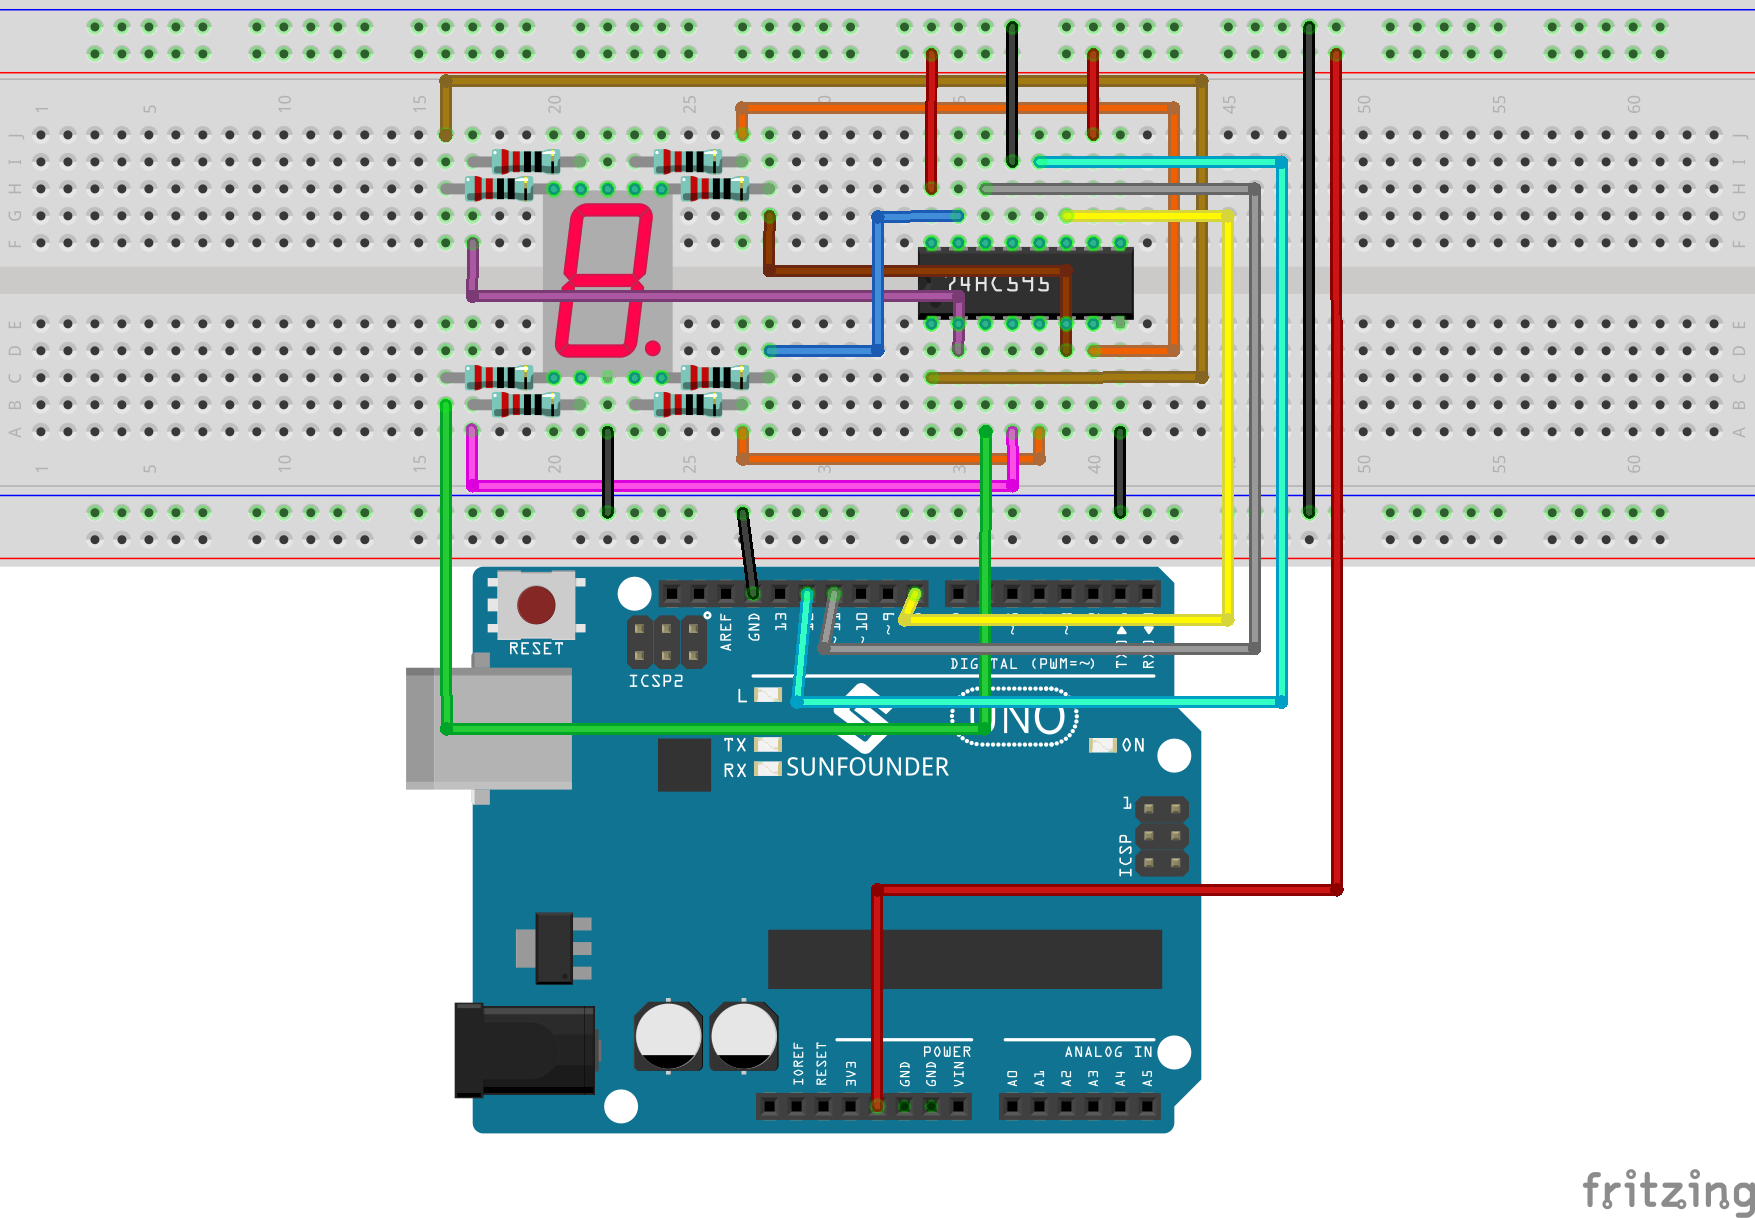 1 5 10 15 20 25 45 50 55 60
J J
I I
H H
G G
F F
74HC595
E E
D D
C C
B B
A A
1 5 10 15 20 25 40 50 55 60
RESET
ICSP2
AREF
GND
13
~10
~9
DIGITAL (PWM=~)
L
UNO
TX
RX
ON
SUNFOUNDER
1
ICSP
POWER
ANALOG IN
IOREF
RESET
3V3
GND
GND
VIN
A0
A1
A2
A3
A4
A5
fritzing